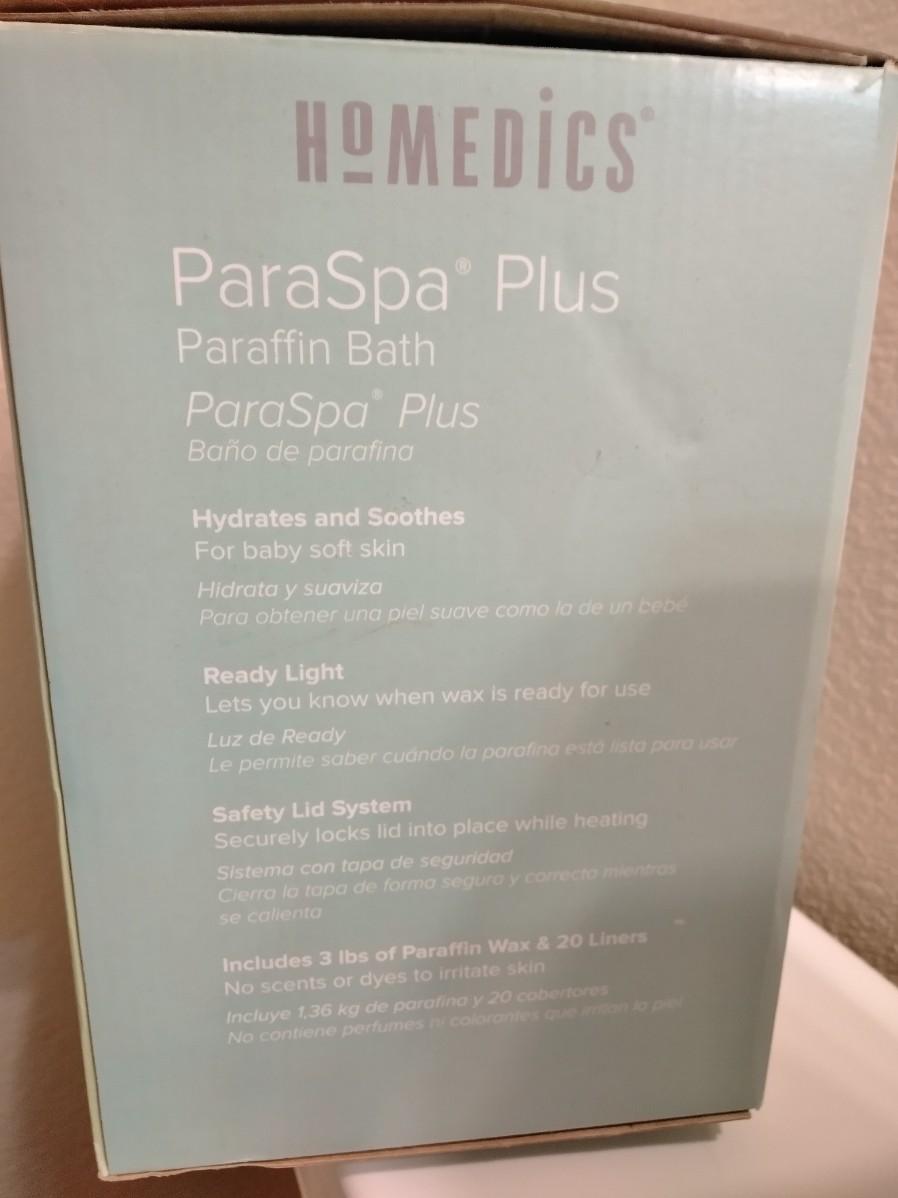 HoMEDiCS®
ParaSpa® Plus
Paraffin Bath
ParaSpa® Plus
Baño de parafina
Hydrates and Soothes
For baby soft skin
Hidrata y suaviza
Para obtener una piel suave como la de un bebé
Ready Light
Lets you know when wax is ready for use
Luz de Ready
Le permite saber cuándo la parafina está lista para usar
Safety Lid System
Securely locks lid into place while heating
Sistema con tapa de seguridad
Cierra la tapa de forma segura y correcta mientras
se calienta
Includes 3 lbs of Paraffin Wax & 20 Liners
No scents or dyes to irritate skin
Incluye 1,36 kg de parafina y 20 cobertores
No contiene perfumes ni colorantes que irritan la piel